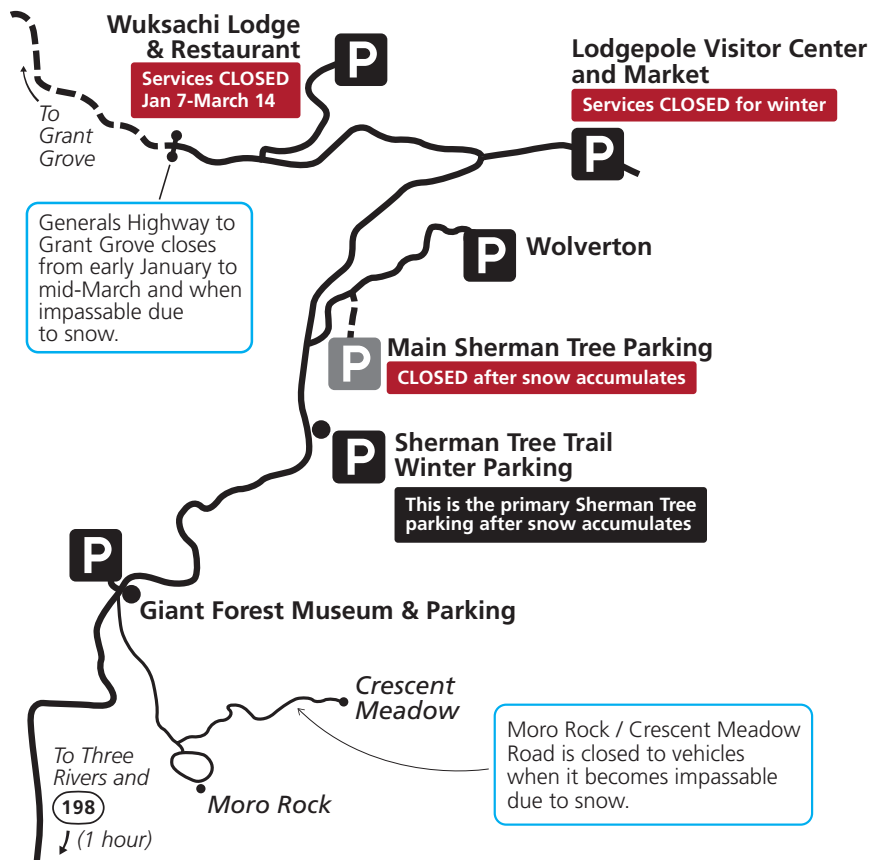 Wuksachi Lodge
& Restaurant
Services CLOSED
Jan 7-March 14
P
Lodgepole Visitor Center
and Market
Services CLOSED for winter
P
To
Grant
Grove
Generals Highway to
Grant Grove closes
from early January to
mid-March and when
impassable due
to snow.
P
Wolverton
P
Main Sherman Tree Parking
CLOSED after snow accumulates
P
Sherman Tree Trail
Winter Parking
This is the primary Sherman Tree
parking after snow accumulates
P
Giant Forest Museum & Parking
Crescent
Meadow
Moro Rock / Crescent Meadow
Road is closed to vehicles
when it becomes impassable
due to snow.
To Three
Rivers and
198
(1 hour)
Moro Rock